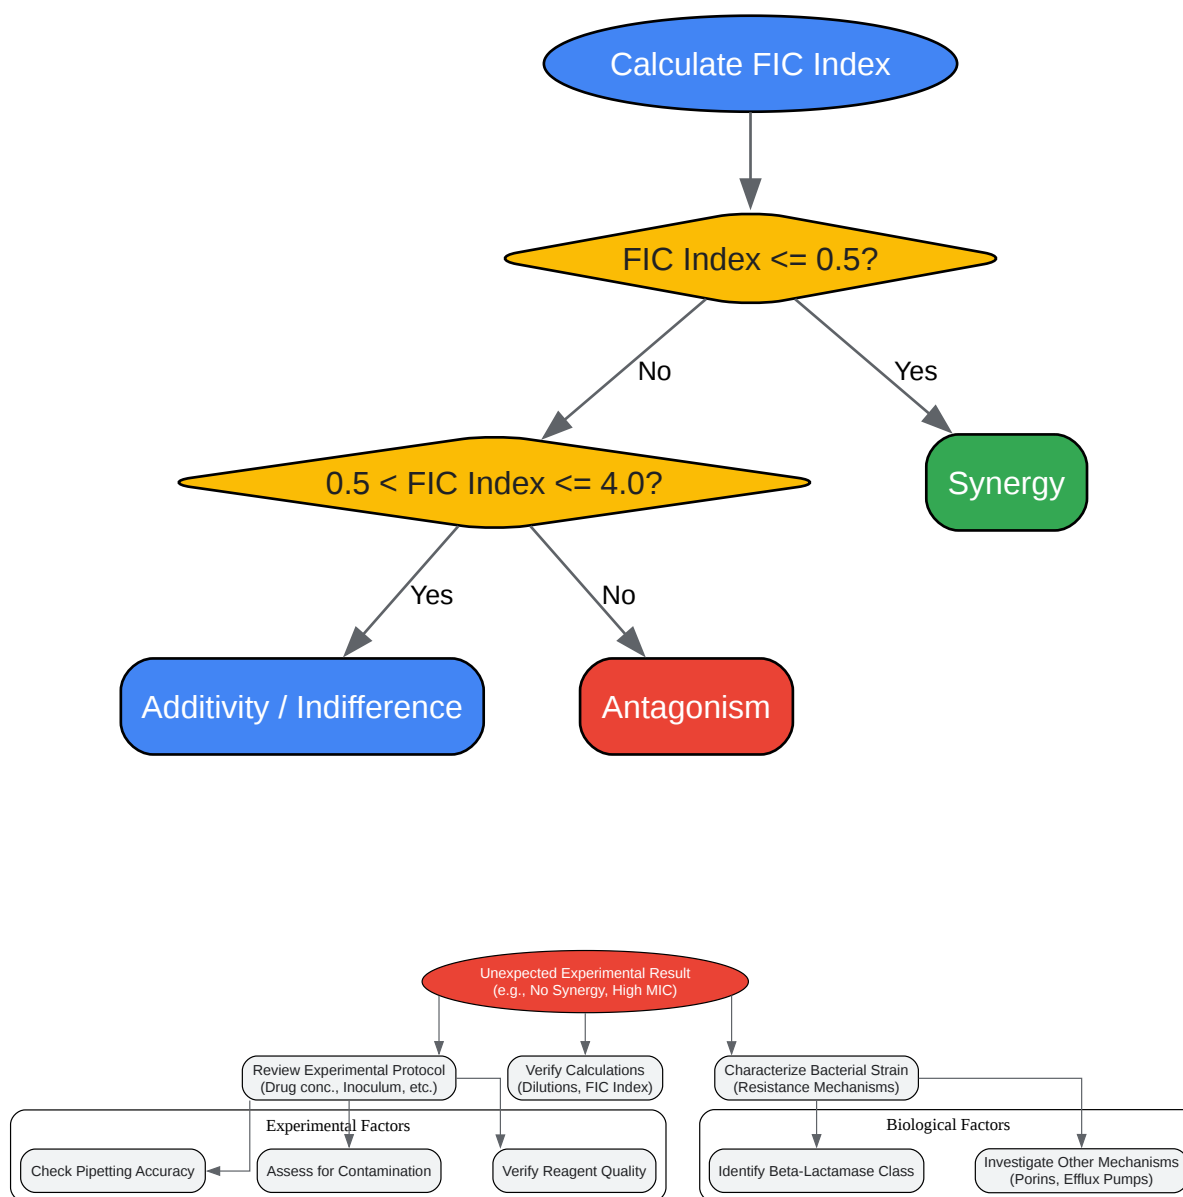 Calculate FIC Index
FIC Index <= 0.5?
No
Yes
0.5 < FIC Index <= 4.0?
Synergy
Yes
No
Additivity / Indifference
Antagonism
Unexpected Experimental Result
(e.g., No Synergy, High MIC)
Review Experimental Protocol
(Drug conc., Inoculum, etc.)
Verify Calculations
(Dilutions, FIC Index)
Characterize Bacterial Strain
(Resistance Mechanisms)
Experimental Factors
Biological Factors
Check Pipetting Accuracy
Assess for Contamination
Verify Reagent Quality
Identify Beta-Lactamase Class
Investigate Other Mechanisms
(Porins, Efflux Pumps)